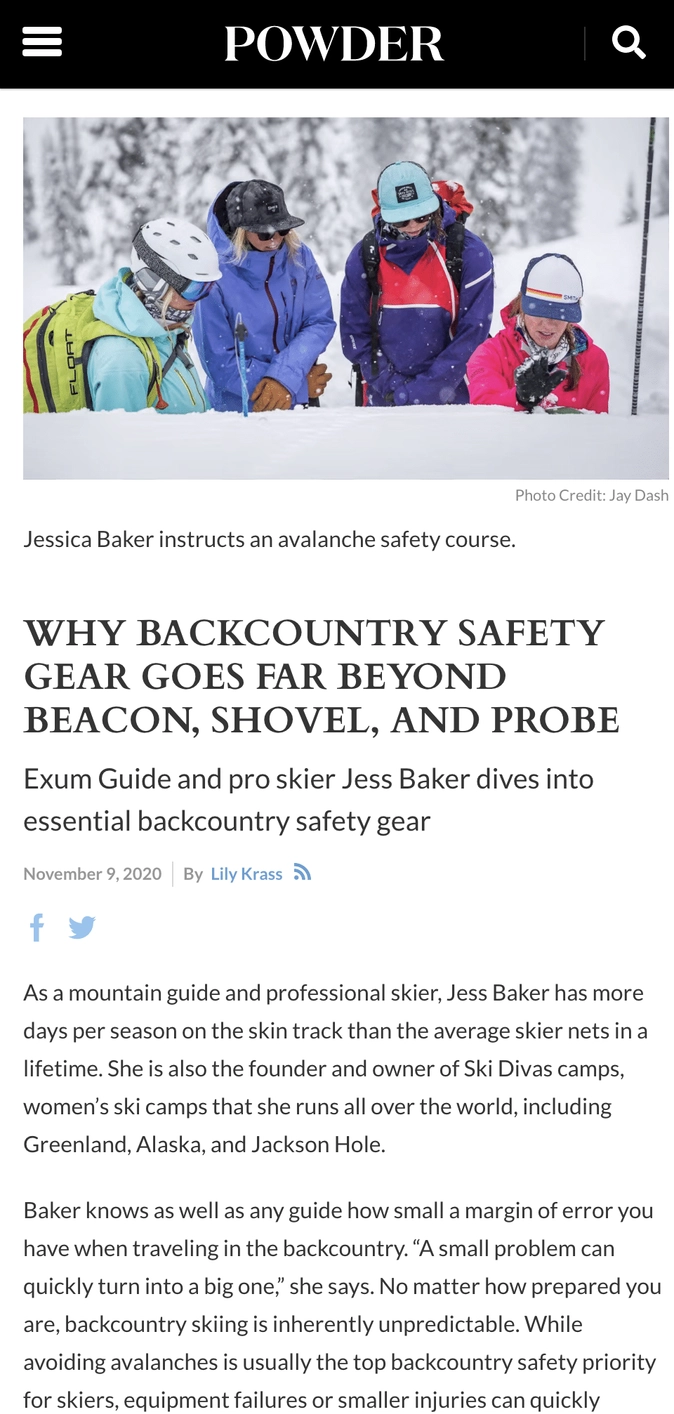 POWDER
FLOAT
SMITH
Photo Credit: Jay Dash
Jessica Baker instructs an avalanche safety course.
WHY BACKCOUNTRY SAFETY
GEAR GOES FAR BEYOND
BEACON, SHOVEL, AND PROBE
Exum Guide and pro skier Jess Baker dives into
essential backcountry safety gear
November 9, 2020 By Lily Krass
As a mountain guide and professional skier, Jess Baker has more
days per season on the skin track than the average skier nets in a
lifetime. She is also the founder and owner of Ski Divas camps,
women’s ski camps that she runs all over the world, including
Greenland, Alaska, and Jackson Hole.
Baker knows as well as any guide how small a margin of error you
have when traveling in the backcountry. “A small problem can
quickly turn into a big one,” she says. No matter how prepared you
are, backcountry skiing is inherently unpredictable. While
avoiding avalanches is usually the top backcountry safety priority
for skiers, equipment failures or smaller injuries can quickly